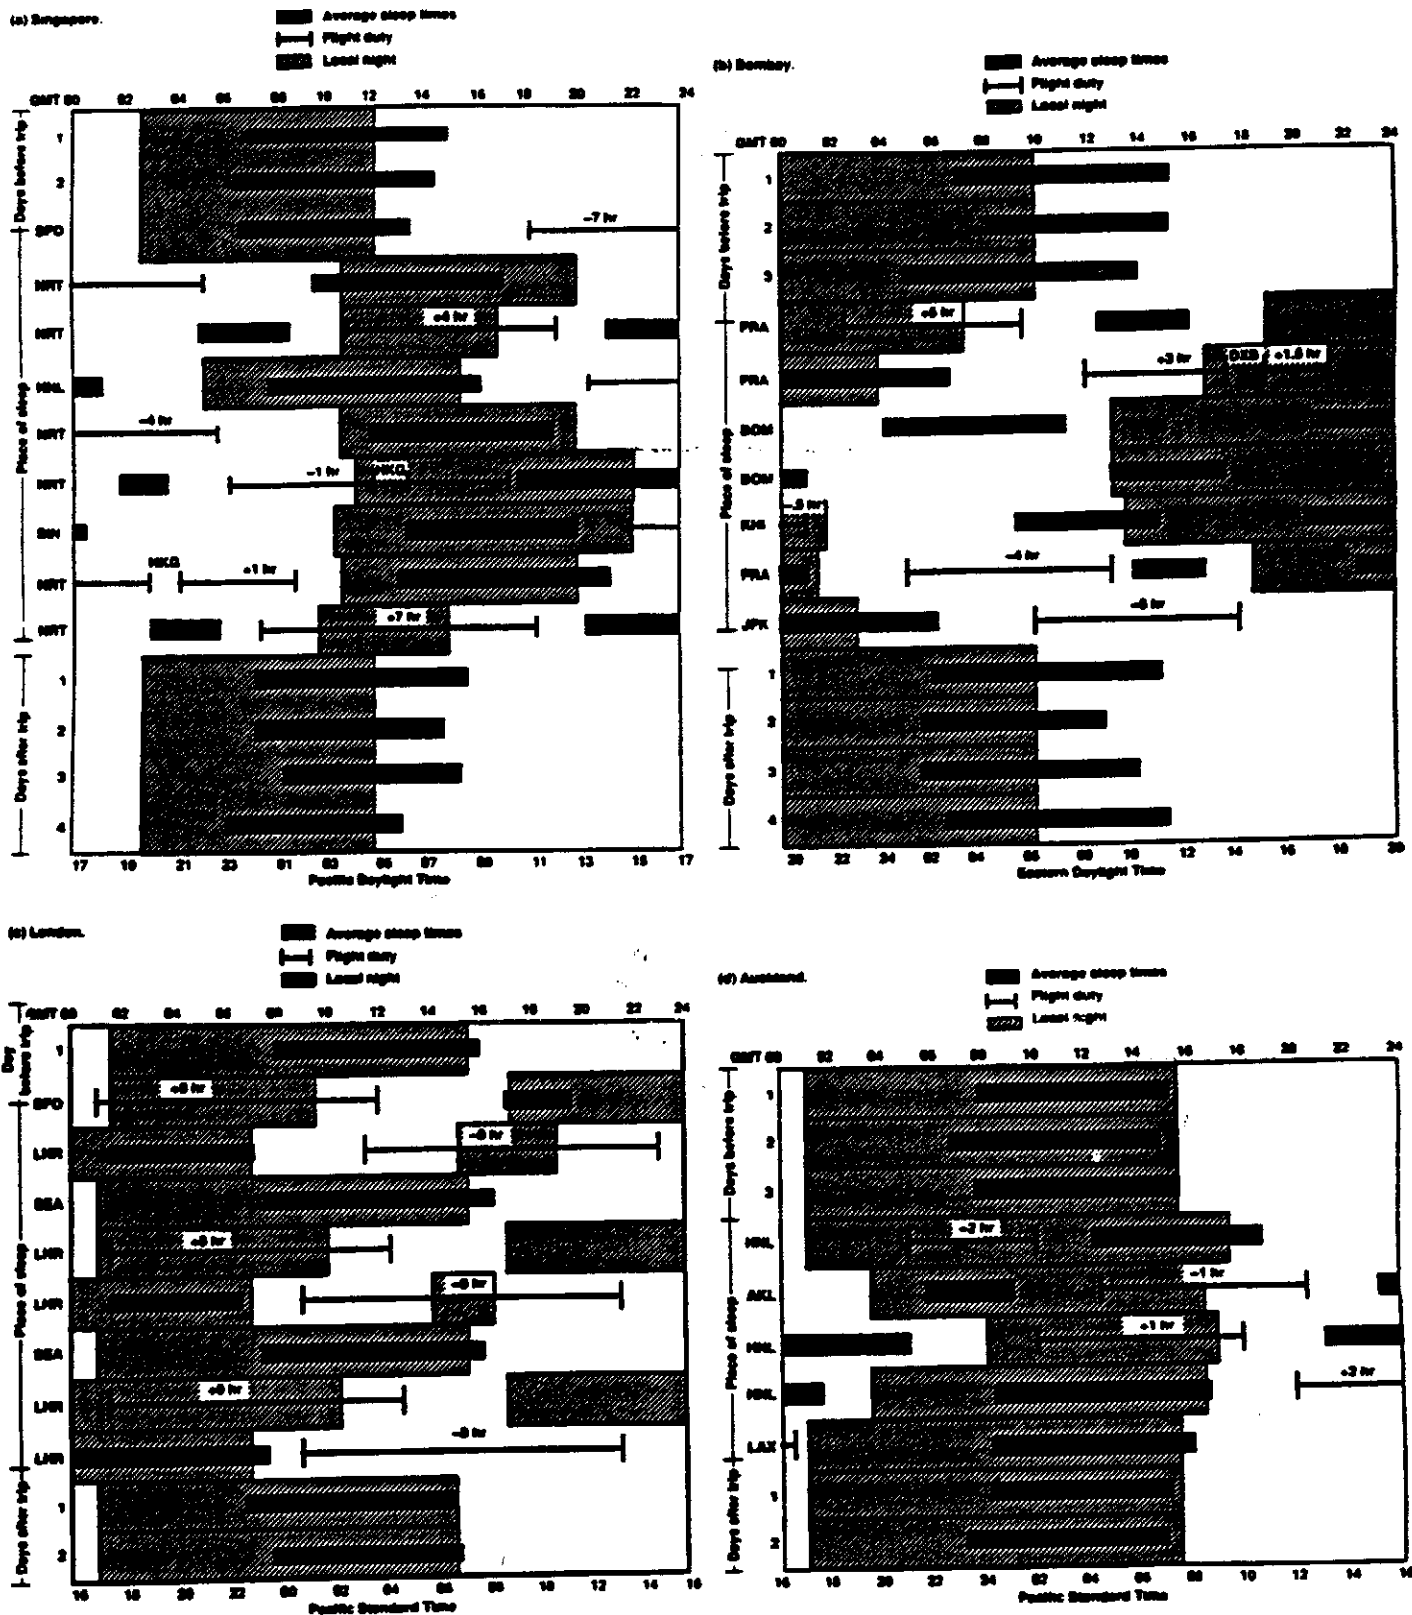 (a) Singapore.
Average sleep times
Flight duty
Local night
GMT 00 02 04 06 08 10 12 14 16 18 20 22 24
Days before trip
1
2
Place of sleep
SFO -7 hr
NRT
NRT +6 hr
HNL
NRT -4 hr
NRT -1 hr HKG
SIN
NRT HKG +1 hr
NRT +7 hr
Days after trip
1
2
3
4
17 19 21 23 01 03 05 07 09 11 13 15 17
Pacific Daylight Time
(b) Bombay.
Average sleep times
Flight duty
Local night
GMT 00 02 04 06 08 10 14 16 18 20 22 24
Days before trip
1
2
3
Place of sleep
FRA +6 hr
FRA +3 hr DXB +1.5 hr
BOM
BOM
KHI -.5 hr
FRA -4 hr
JFK -6 hr
Days after trip
1
2
3
4
20 22 24 02 04 06 08 10 12 14 16 18 20
Eastern Daylight Time
(c) London.
Average sleep times
Flight duty
Local night
GMT 00 02 04 06 08 10 12 14 16 18 20 22 24
Day before trip
1
Place of sleep
SFO +8 hr
LHR -8 hr
SEA
LHR +8 hr
LHR -8 hr
SEA
LHR +8 hr
LHR -8 hr
Days after trip
1
2
16 18 20 22 00 02 04 06 08 10 12 14 16
Pacific Standard Time
(d) Auckland.
Average sleep times
Flight duty
Local night
GMT 00 02 04 06 08 10 12 14 16 18 20 22 24
Days before trip
1
2
3
Place of sleep
HNL -2 hr
AKL -1 hr
HNL +1 hr
HNL +2 hr
LAX
Days after trip
1
2
16 18 20 22 00 02 04 06 08 10 12 14 16
Pacific Standard Time